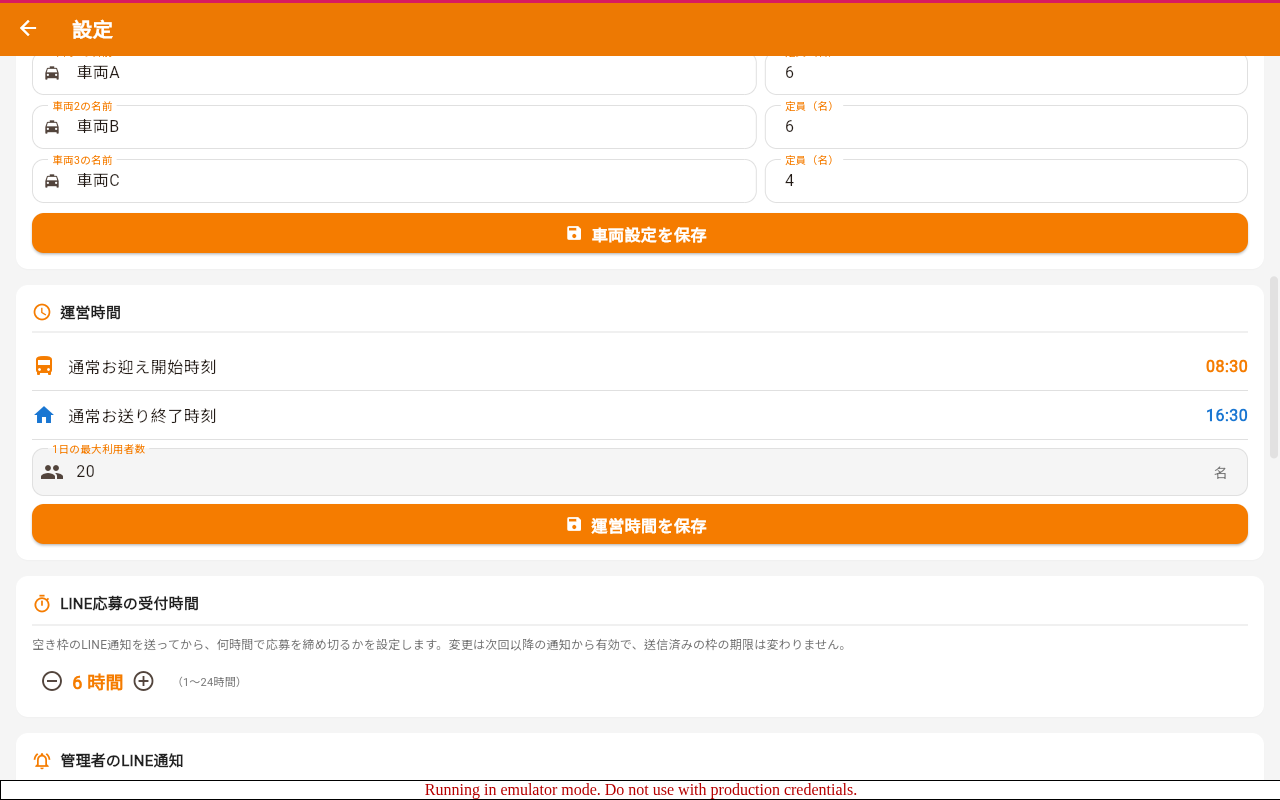 設定
車両A
6
車両2の名前
定員（名）
車両B
6
車両3の名前
定員（名）
車両C
4
車両設定を保存
運営時間
通常お迎え開始時刻
08:30
通常お送り終了時刻
16:30
1日の最大利用者数
20
名
運営時間を保存
LINE応募の受付時間
空き枠のLINE通知を送ってから、何時間で応募を締め切るかを設定します。変更は次回以降の通知から有効で、送信済みの枠の期限は変わりません。
6 時間
（1〜24時間）
管理者のLINE通知
Running in emulator mode. Do not use with production credentials.